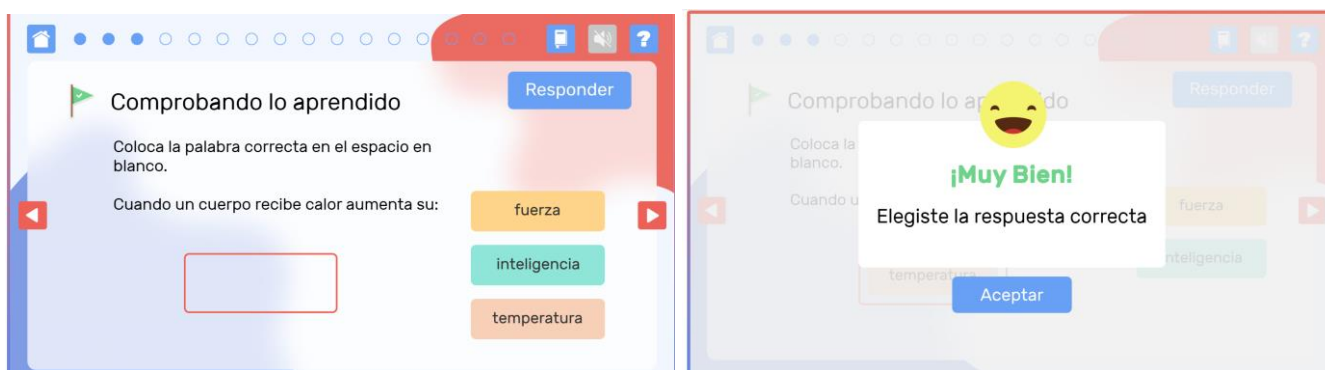 ?
Responder
Comprobando lo aprendido
Coloca la palabra correcta en el espacio en
blanco.
Cuando un cuerpo recibe calor aumenta su:
fuerza
inteligencia
temperatura
?
Responder
Comprobando lo ap do
Coloca la
blanco.
¡Muy Bien!
Cuando u
Elegiste la respuesta correcta
fuerza
nteligencia
temperatura
Aceptar